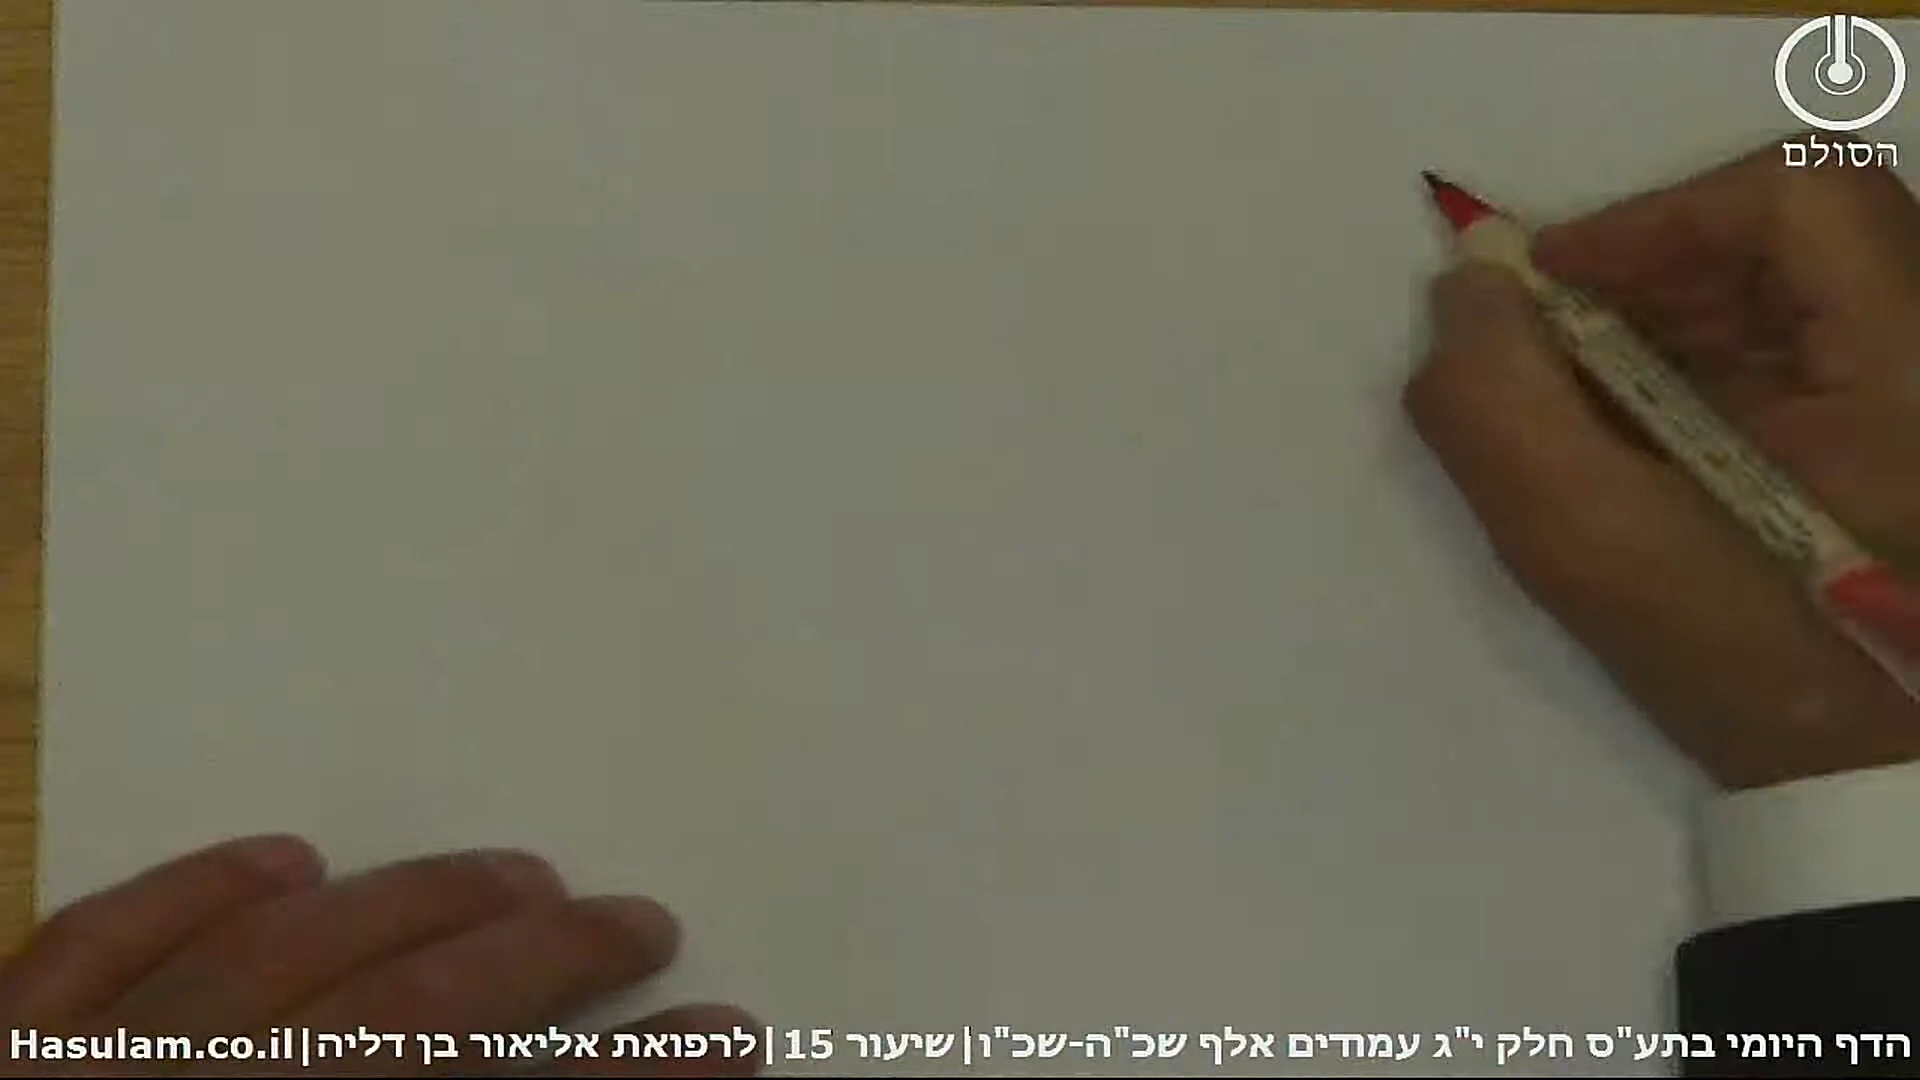 הסולם
הדף היומי בתע"ס חלק י"ג עמודים אלף שכ"ה-שכ"ו|שיעור 15|לרפואת אליאור בן דליה|Hasulam.co.il